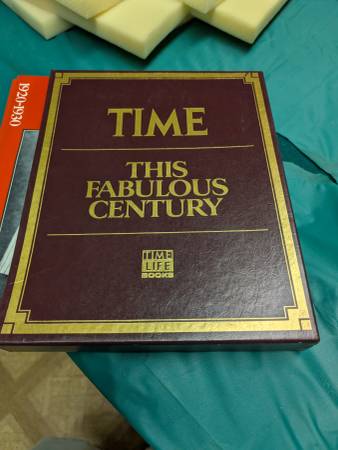 1920-1930
TIME
THIS
FABULOUS
CENTURY
TIME
LIFE
BOOKS